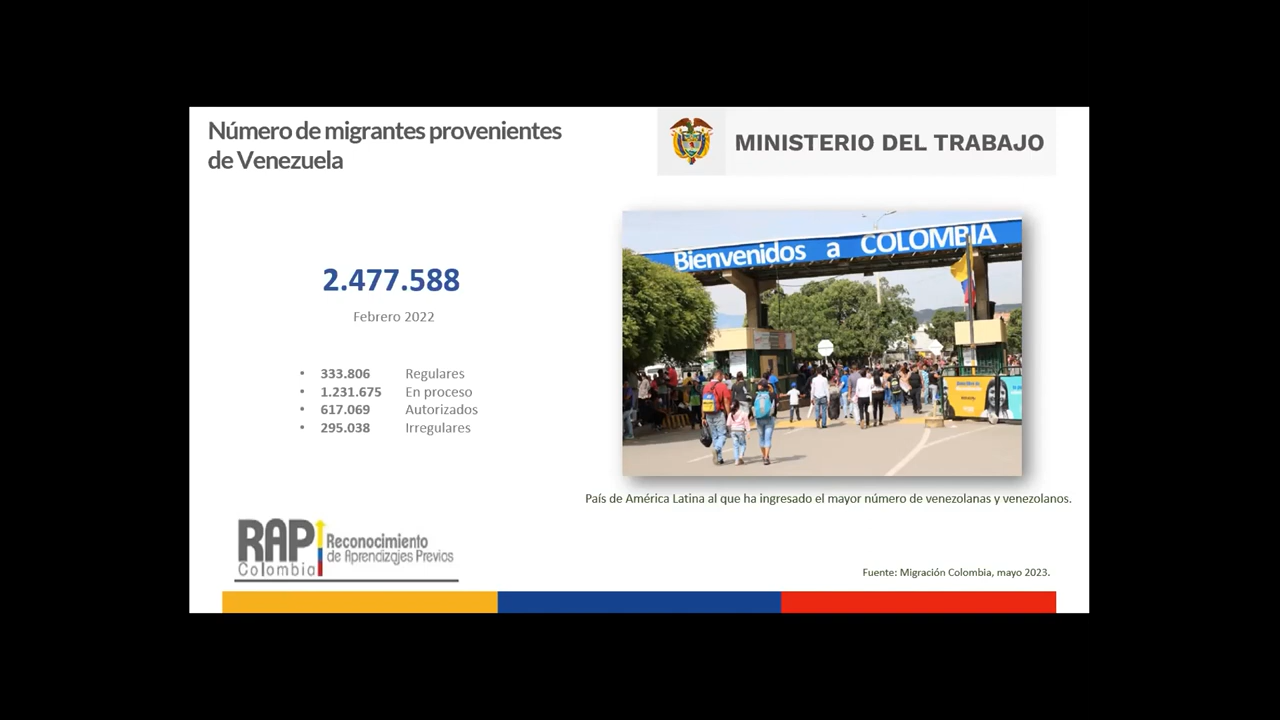 Número de migrantes provenientes
de Venezuela
MINISTERIO DEL TRABAJO
2.477.588
Febrero 2022
• 333.806 Regulares
• 1.231.675 En proceso
• 617.069 Autorizados
• 295.038 Irregulares
Bienvenidos a COLOMBIA
País de América Latina al que ha ingresado el mayor número de venezolanas y venezolanos.
RAP
Colombia
Reconocimiento
de Aprendizajes Previos
Fuente: Migración Colombia, mayo 2023.